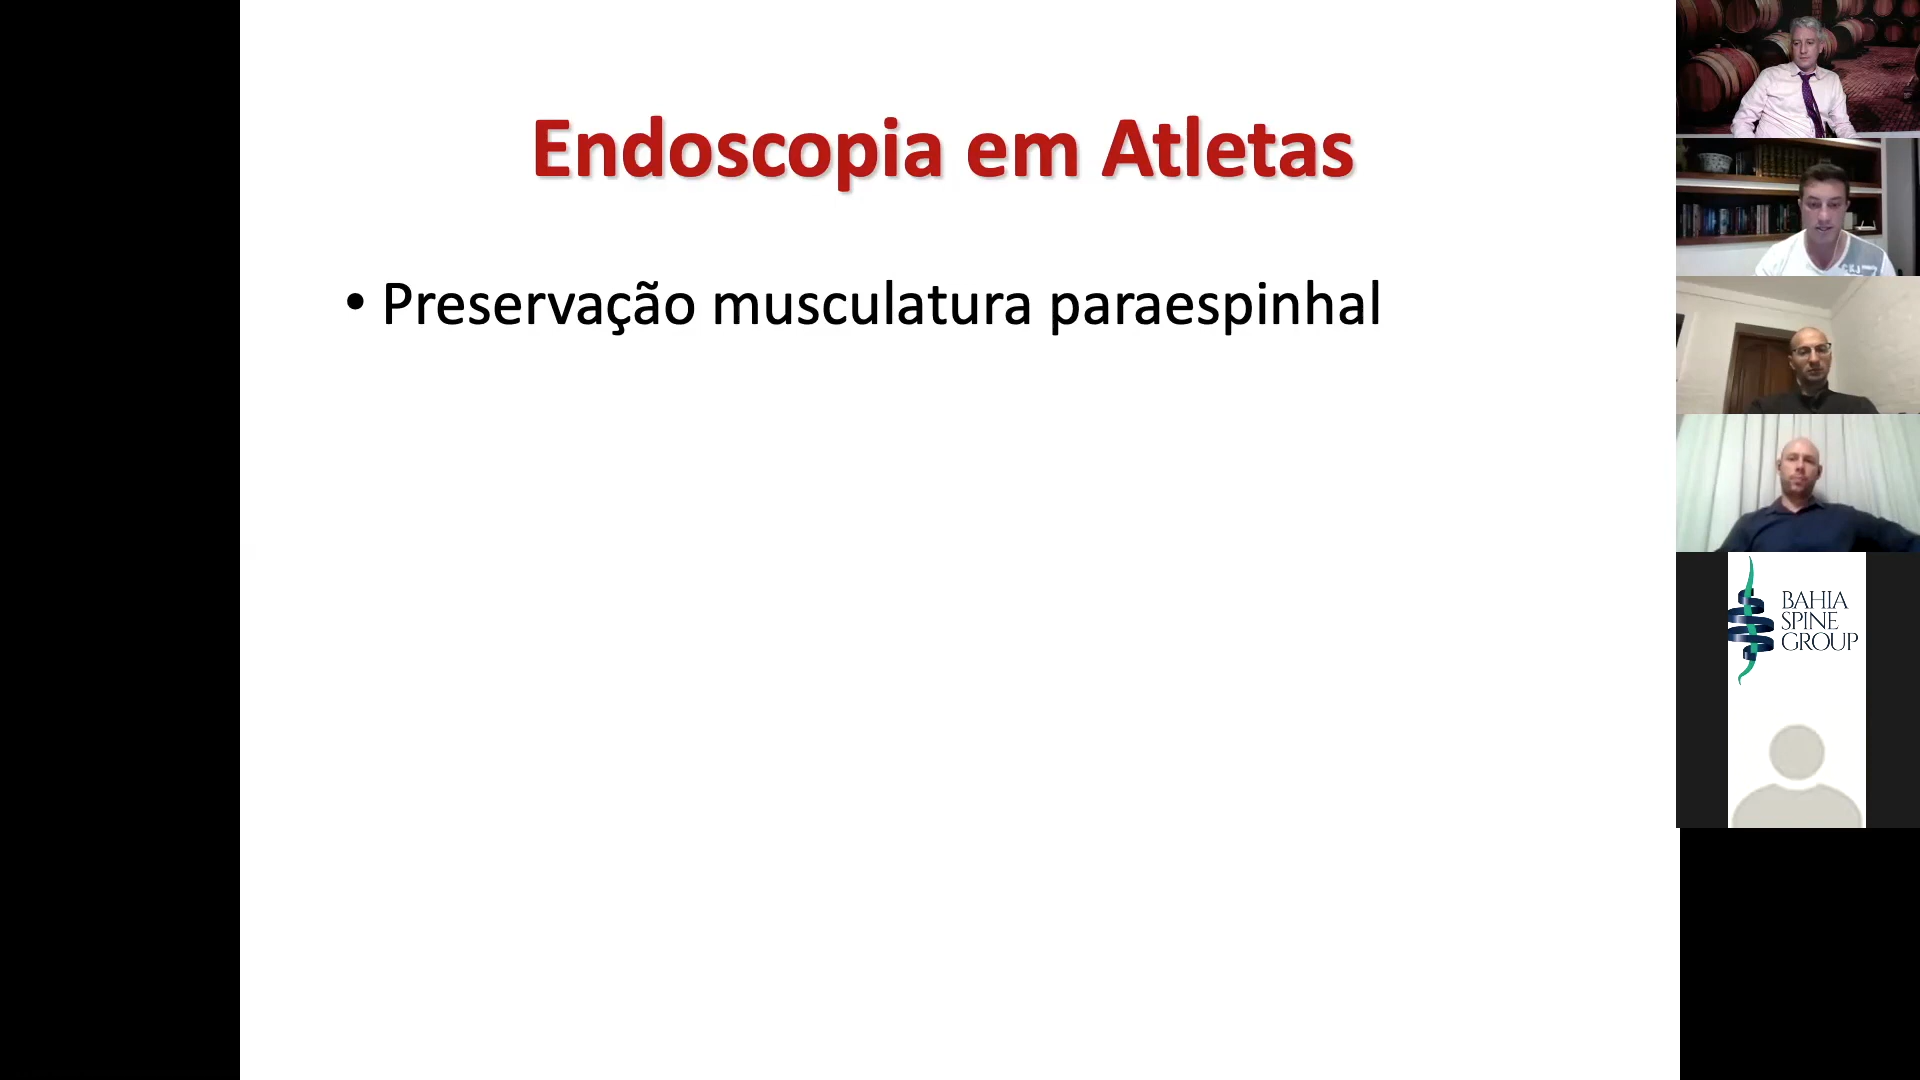 Endoscopia em Atletas
• Preservação musculatura paraespinhal
BAHIA
SPINE
GROUP